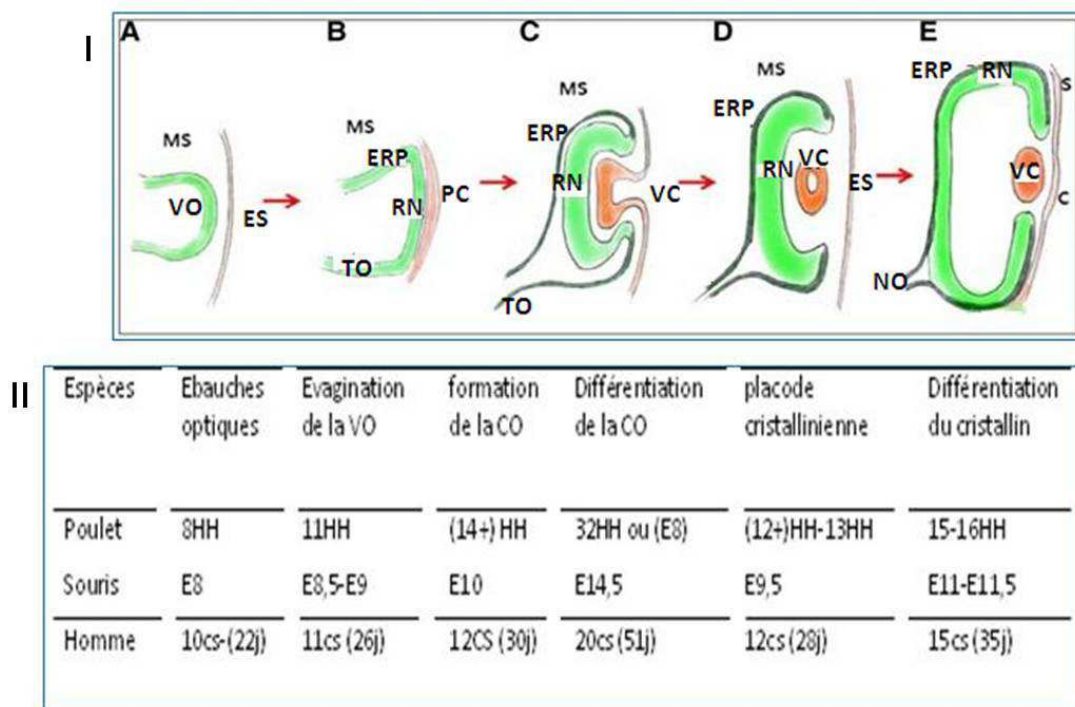 I
A B C D E
MS
VO
ES
MS
ERP
RN
PC
TO
MS
ERP
RN
VC
TO
MS
ERP
RN
VC
ES
ERP
RN
S
VC
C
NO
II
Espèces Ebauches optiques Evagination de la VO formation de la CO Différentiation de la CO placode cristallinienne Différentiation du cristallin
Poulet 8HH 11HH (14+) HH 32HH ou (E8) (12+)HH-13HH 15-16HH
Souris E8 E8,5-E9 E10 E14,5 E9,5 E11-E11,5
Homme 10cs-(22j) 11cs (26j) 12CS (30j) 20cs (51j) 12cs (28j) 15cs (35j)